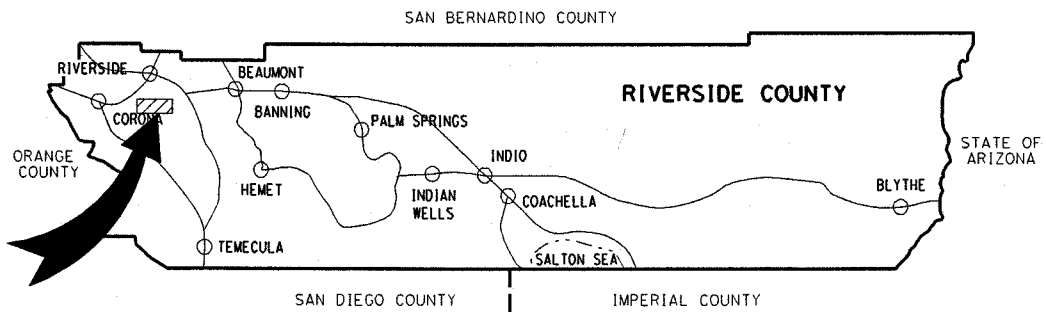 SAN BERNARDINO COUNTY
RIVERSIDE
BEAUMONT
CORONA
BANNING
RIVERSIDE COUNTY
PALM SPRINGS
ORANGE
COUNTY
STATE OF
ARIZONA
HEMET
INDIO
INDIAN
WELLS
COACHELLA
BLYTHE
TEMECULA
SALTON SEA
SAN DIEGO COUNTY
IMPERIAL COUNTY